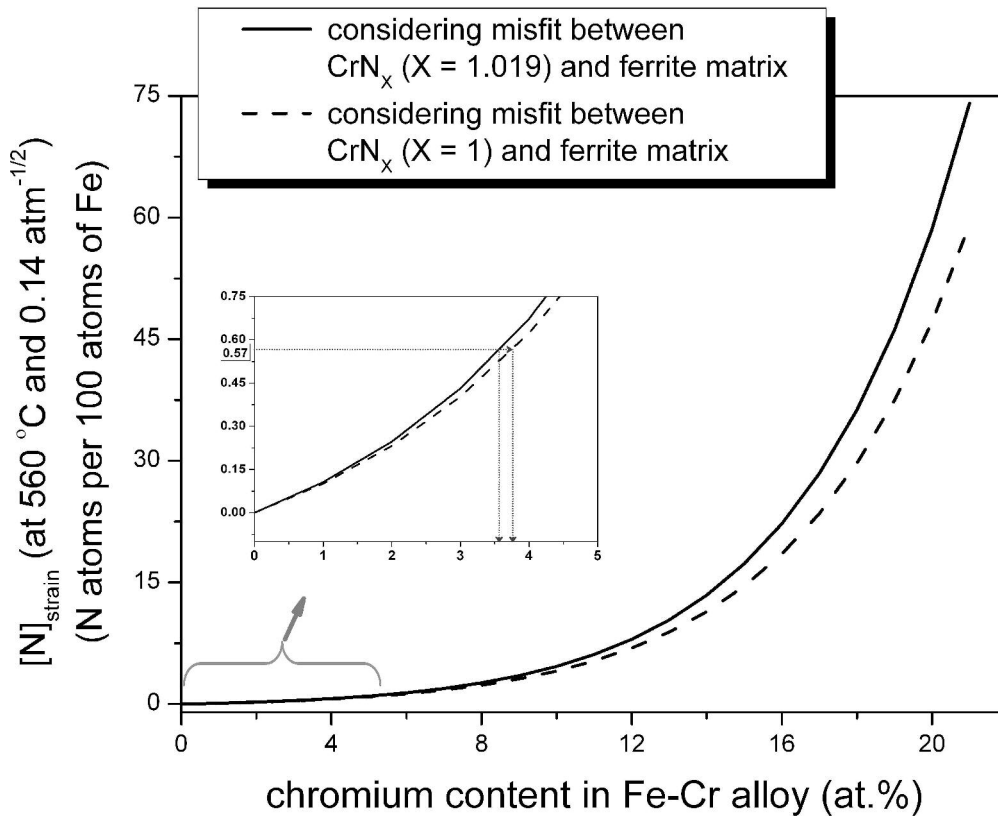 considering misfit between
CrNX (X = 1.019) and ferrite matrix
considering misfit between
CrNX (X = 1) and ferrite matrix
[N]strain (at 560 °C and 0.14 atm-1/2)
(N atoms per 100 atoms of Fe)
75
60
45
30
15
0
0.75
0.60
0.57
0.45
0.30
0.15
0.00
0 1 2 3 4 5
0 4 8 12 16 20
chromium content in Fe-Cr alloy (at.%)